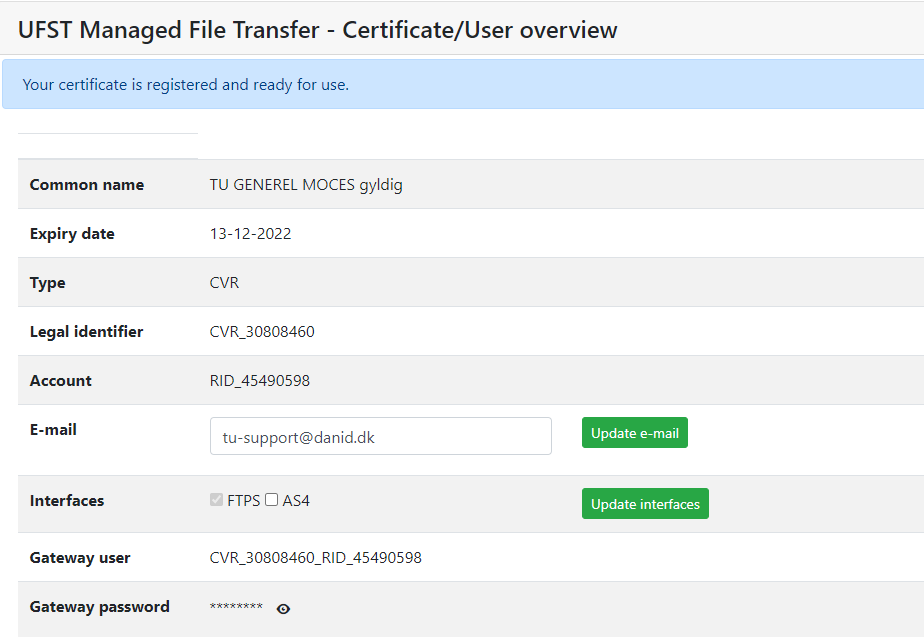 UFST Managed File Transfer - Certificate/User overview
Your certificate is registered and ready for use.
Common name TU GENEREL MOCES gyldig
Expiry date 13-12-2022
Type CVR
Legal identifier CVR_30808460
Account RID_45490598
E-mail tu-support@danid.dk Update e-mail
Interfaces FTPS AS4 Update interfaces
Gateway user CVR_30808460_RID_45490598
Gateway password ********